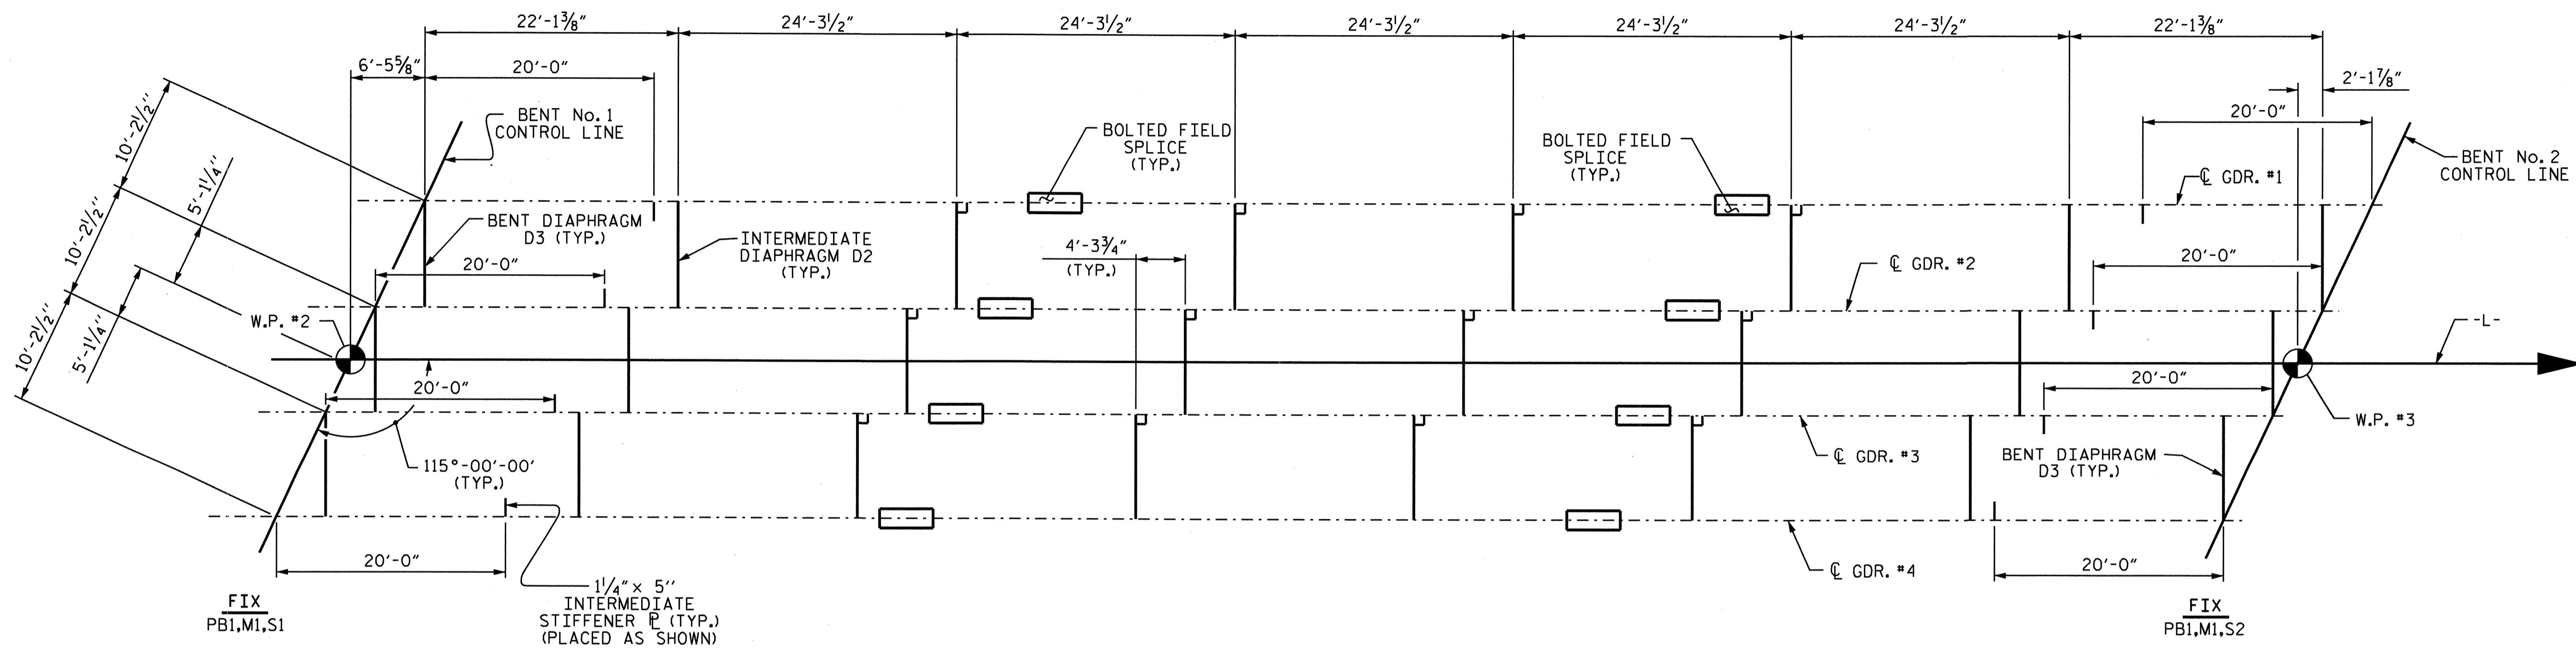 22'-1⅜" 24'-3½" 24'-3½" 24'-3½" 24'-3½" 24'-3½" 22'-1⅜"
6'-5⅝" 20'-0" 2'-1⅞"
20'-0"
10'-2½"
10'-2½"
10'-2½"
5'-1¼"
5'-1¼"
BENT No. 1
CONTROL LINE
BOLTED FIELD
SPLICE
(TYP.)
BOLTED FIELD
SPLICE
(TYP.)
BENT No. 2
CONTROL LINE
℄ GDR. #1
BENT DIAPHRAGM
D3 (TYP.)
INTERMEDIATE
DIAPHRAGM D2
(TYP.)
4'-3¾"
(TYP.)
20'-0"
℄ GDR. #2
20'-0"
W.P. #2
-L-
20'-0"
20'-0"
W.P. #3
115°-00'-00'
(TYP.)
℄ GDR. #3
BENT DIAPHRAGM
D3 (TYP.)
20'-0"
℄ GDR. #4
20'-0"
1¼" x 5''
INTERMEDIATE
STIFFENER ℙL (TYP.)
(PLACED AS SHOWN)
FIX
PB1,M1,S1
FIX
PB1,M1,S2